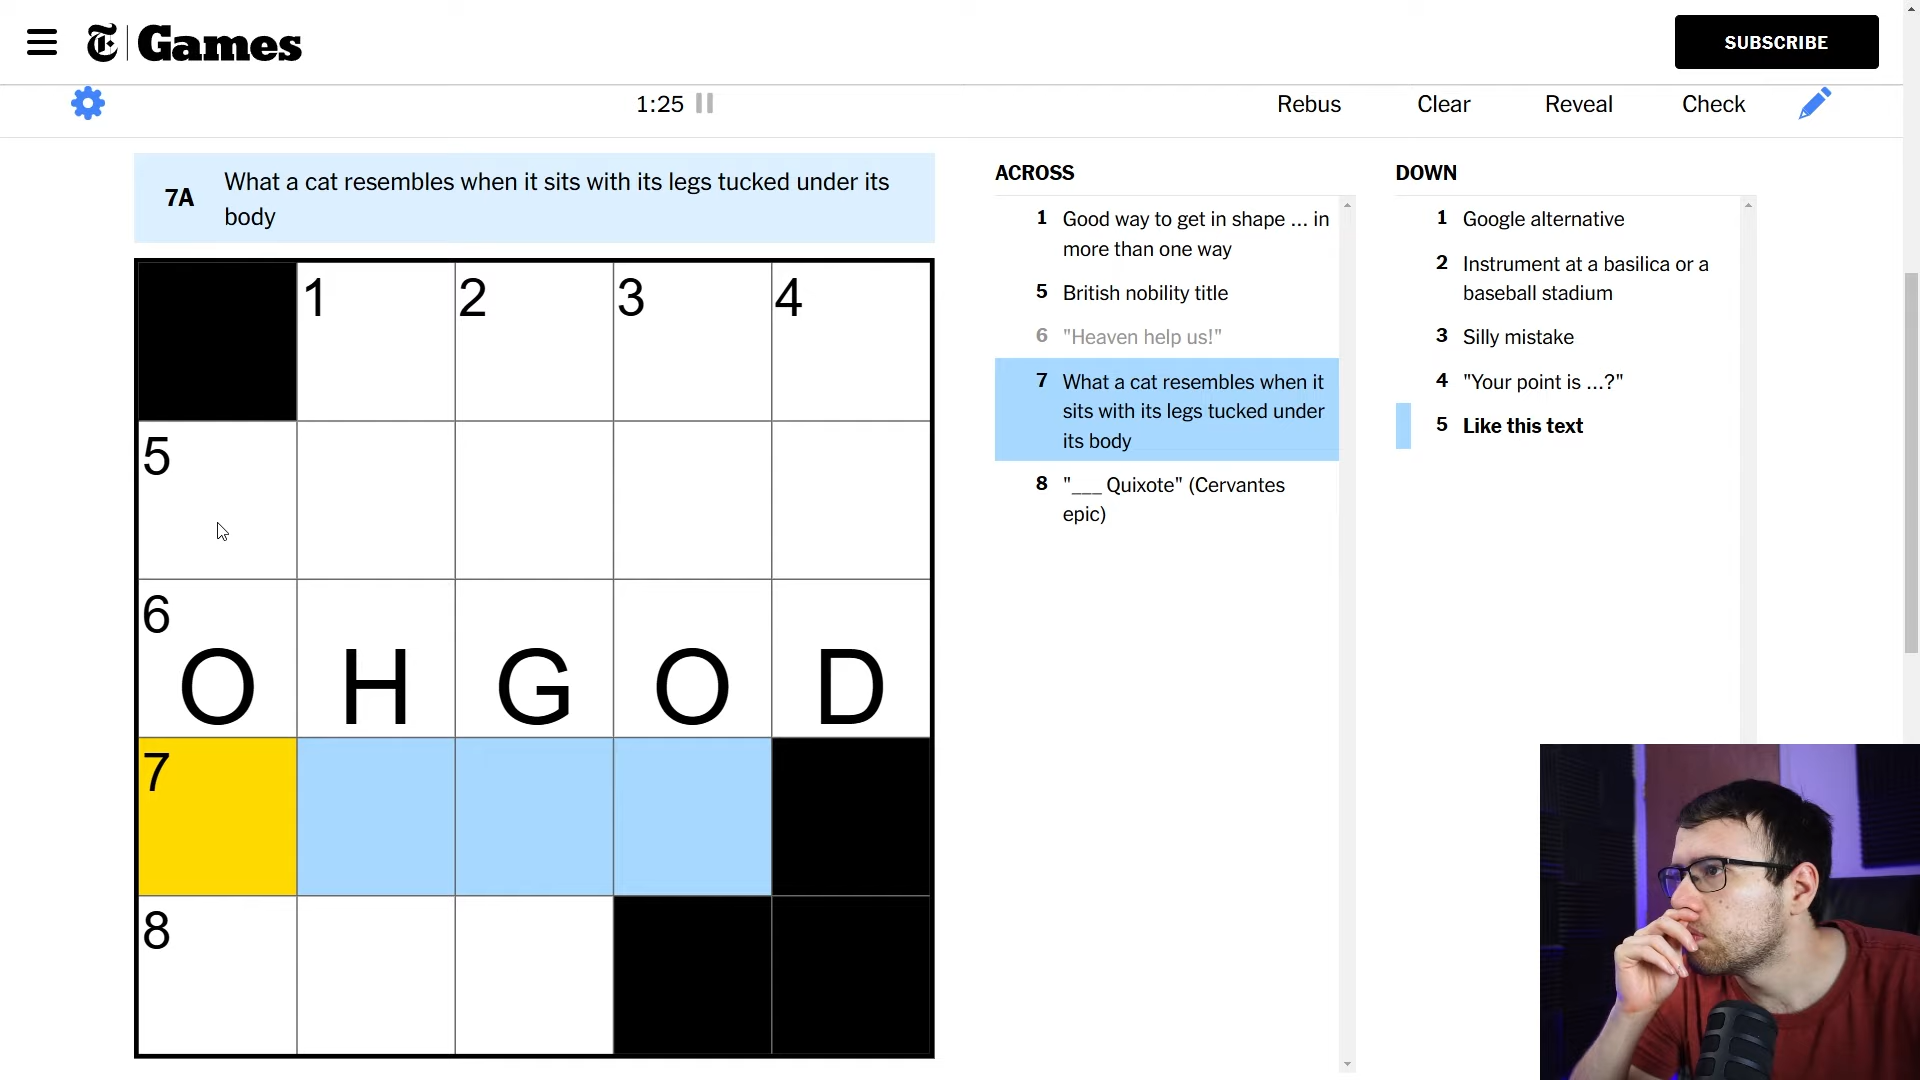 T Games
SUBSCRIBE
1:25
Rebus
Clear
Reveal
Check
7A
What a cat resembles when it sits with its legs tucked under its
body
1
2
3
4
5
6
O H G O D
7
8
ACROSS
1 Good way to get in shape ... in
more than one way
5 British nobility title
6 "Heaven help us!"
7 What a cat resembles when it
sits with its legs tucked under
its body
8 "___ Quixote" (Cervantes
epic)
DOWN
1 Google alternative
2 Instrument at a basilica or a
baseball stadium
3 Silly mistake
4 "Your point is ...?"
5 Like this text